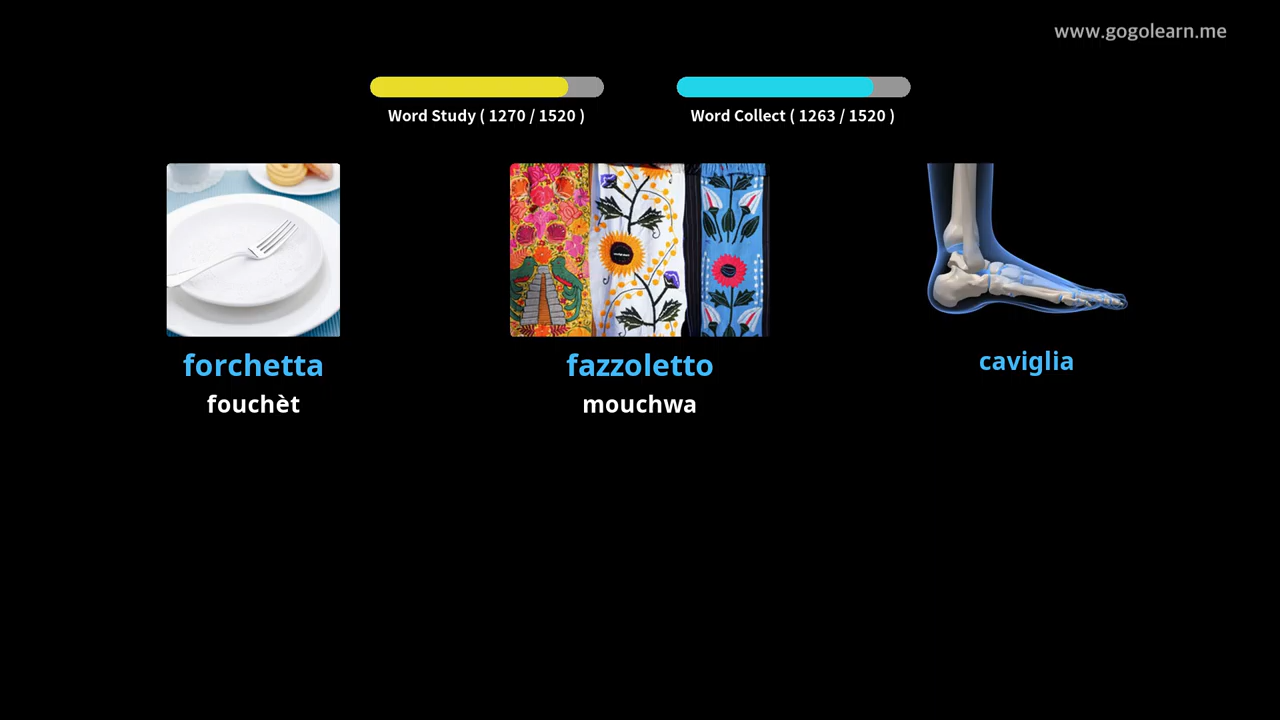 www.gogolearn.me
Word Study ( 1270 / 1520 )
Word Collect ( 1263 / 1520 )
forchetta
fouchèt
fazzoletto
mouchwa
caviglia